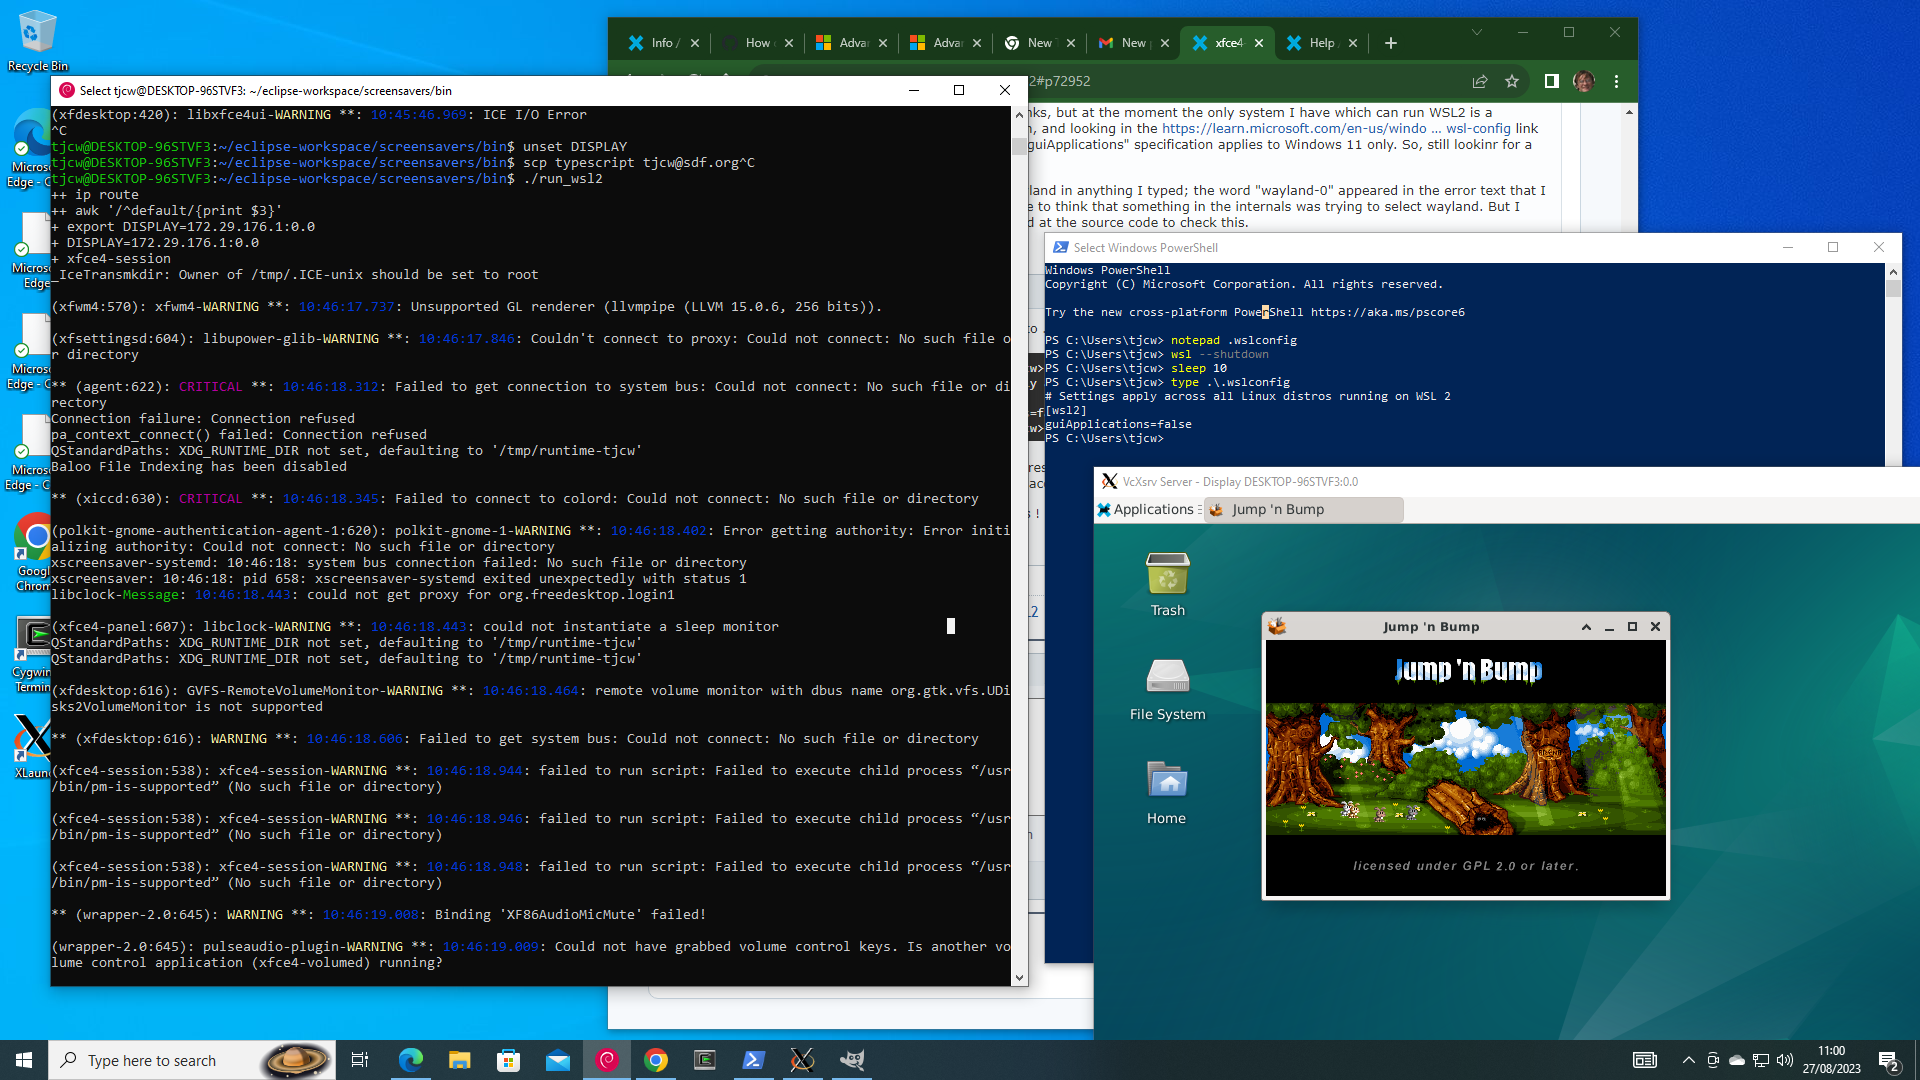 Recycle Bin
Microsoft
Edge
Google
Chrome
Cygwin
Terminal
XLaunch
Info /
How
Adva
Adva
New T
New
xfce4
Help
2#p72952
nks, but at the moment the only system I have which can run WSL2 is a
n, and looking in the https://learn.microsoft.com/en-us/windo ... wsl-config link
guiApplications" specification applies to Windows 11 only. So, still lookinr for a
land in anything I typed; the word "wayland-0" appeared in the error text that I
e to think that something in the internals was trying to select wayland. But I
d at the source code to check this.
Select tjcw@DESKTOP-96STVF3: ~/eclipse-workspace/screensavers/bin
(xfdesktop:420): libxfce4ui-WARNING **: 10:45:46.969: ICE I/O Error
^C
tjcw@DESKTOP-96STVF3:~/eclipse-workspace/screensavers/bin$ unset DISPLAY
tjcw@DESKTOP-96STVF3:~/eclipse-workspace/screensavers/bin$ scp typescript tjcw@sdf.org^C
tjcw@DESKTOP-96STVF3:~/eclipse-workspace/screensavers/bin$ ./run_wsl2
++ ip route
++ awk '/^default/{print $3}'
+ export DISPLAY=172.29.176.1:0.0
+ DISPLAY=172.29.176.1:0.0
+ xfce4-session
_IceTransmkdir: Owner of /tmp/.ICE-unix should be set to root
(xfwm4:570): xfwm4-WARNING **: 10:46:17.737: Unsupported GL renderer (llvmpipe (LLVM 15.0.6, 256 bits)).
(xfsettingsd:604): libupower-glib-WARNING **: 10:46:17.846: Couldn't connect to proxy: Could not connect: No such file o
r directory
** (agent:622): CRITICAL **: 10:46:18.312: Failed to get connection to system bus: Could not connect: No such file or di
rectory
Connection failure: Connection refused
pa_context_connect() failed: Connection refused
QStandardPaths: XDG_RUNTIME_DIR not set, defaulting to '/tmp/runtime-tjcw'
Baloo File Indexing has been disabled
** (xiccd:630): CRITICAL **: 10:46:18.345: Failed to connect to colord: Could not connect: No such file or directory
(polkit-gnome-authentication-agent-1:620): polkit-gnome-1-WARNING **: 10:46:18.402: Error getting authority: Error initi
alizing authority: Could not connect: No such file or directory
xscreensaver-systemd: 10:46:18: system bus connection failed: No such file or directory
xscreensaver: 10:46:18: pid 658: xscreensaver-systemd exited unexpectedly with status 1
libclock-Message: 10:46:18.443: could not get proxy for org.freedesktop.login1
(xfce4-panel:607): libclock-WARNING **: 10:46:18.443: could not instantiate a sleep monitor
QStandardPaths: XDG_RUNTIME_DIR not set, defaulting to '/tmp/runtime-tjcw'
QStandardPaths: XDG_RUNTIME_DIR not set, defaulting to '/tmp/runtime-tjcw'
(xfdesktop:616): GVFS-RemoteVolumeMonitor-WARNING **: 10:46:18.464: remote volume monitor with dbus name org.gtk.vfs.UDi
sks2VolumeMonitor is not supported
** (xfdesktop:616): WARNING **: 10:46:18.606: Failed to get system bus: Could not connect: No such file or directory
(xfce4-session:538): xfce4-session-WARNING **: 10:46:18.944: failed to run script: Failed to execute child process “/usr
/bin/pm-is-supported” (No such file or directory)
(xfce4-session:538): xfce4-session-WARNING **: 10:46:18.946: failed to run script: Failed to execute child process “/usr
/bin/pm-is-supported” (No such file or directory)
(xfce4-session:538): xfce4-session-WARNING **: 10:46:18.948: failed to run script: Failed to execute child process “/usr
/bin/pm-is-supported” (No such file or directory)
** (wrapper-2.0:645): WARNING **: 10:46:19.008: Binding 'XF86AudioMicMute' failed!
(wrapper-2.0:645): pulseaudio-plugin-WARNING **: 10:46:19.009: Could not have grabbed volume control keys. Is another vo
lume control application (xfce4-volumed) running?
Select Windows PowerShell
Windows PowerShell
Copyright (C) Microsoft Corporation. All rights reserved.
Try the new cross-platform PowerShell https://aka.ms/pscore6
PS C:\Users\tjcw> notepad .wslconfig
PS C:\Users\tjcw> wsl --shutdown
PS C:\Users\tjcw> sleep 10
PS C:\Users\tjcw> type .\.wslconfig
# Settings apply across all Linux distros running on WSL 2
[wsl2]
guiApplications=false
PS C:\Users\tjcw>
VcXsrv Server - Display DESKTOP-96STVF3:0.0
Applications
Jump 'n Bump
Trash
File System
Home
Jump 'n Bump
Jump 'n Bump
licensed under GPL 2.0 or later.
Type here to search
11:00
27/08/2023
2